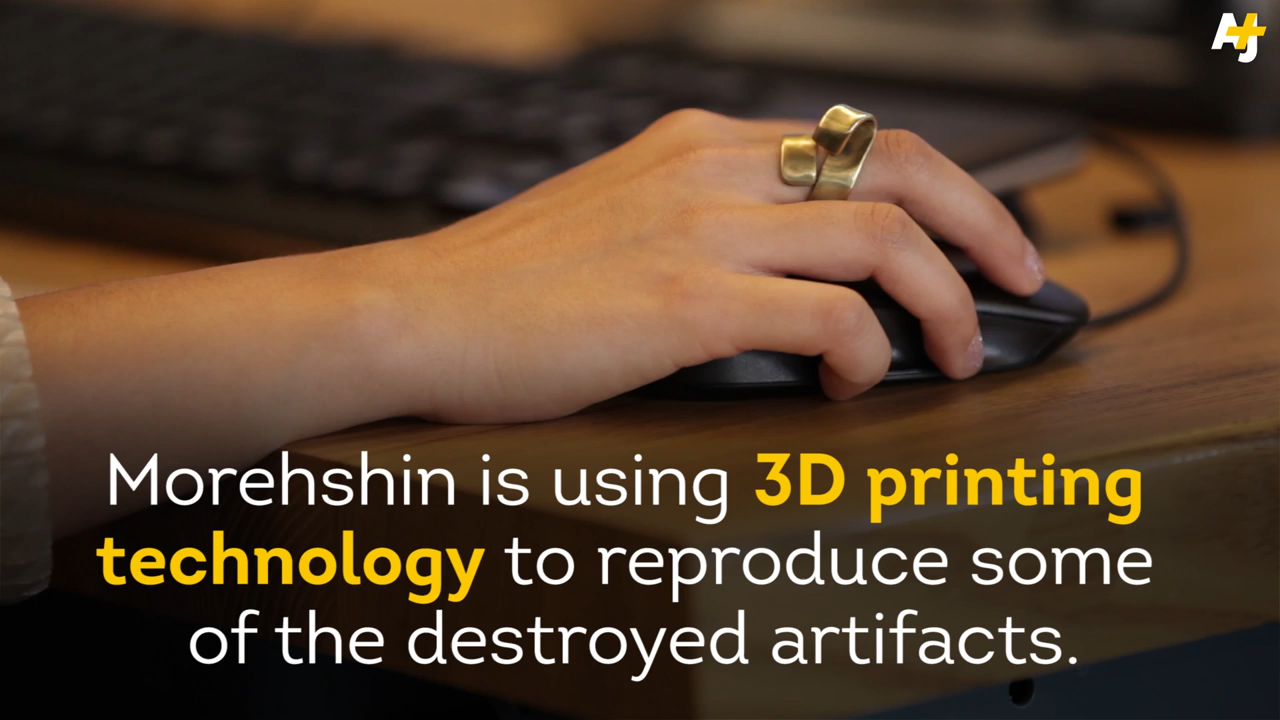 AJ+
Morehshin is using 3D printing
technology to reproduce some
of the destroyed artifacts.